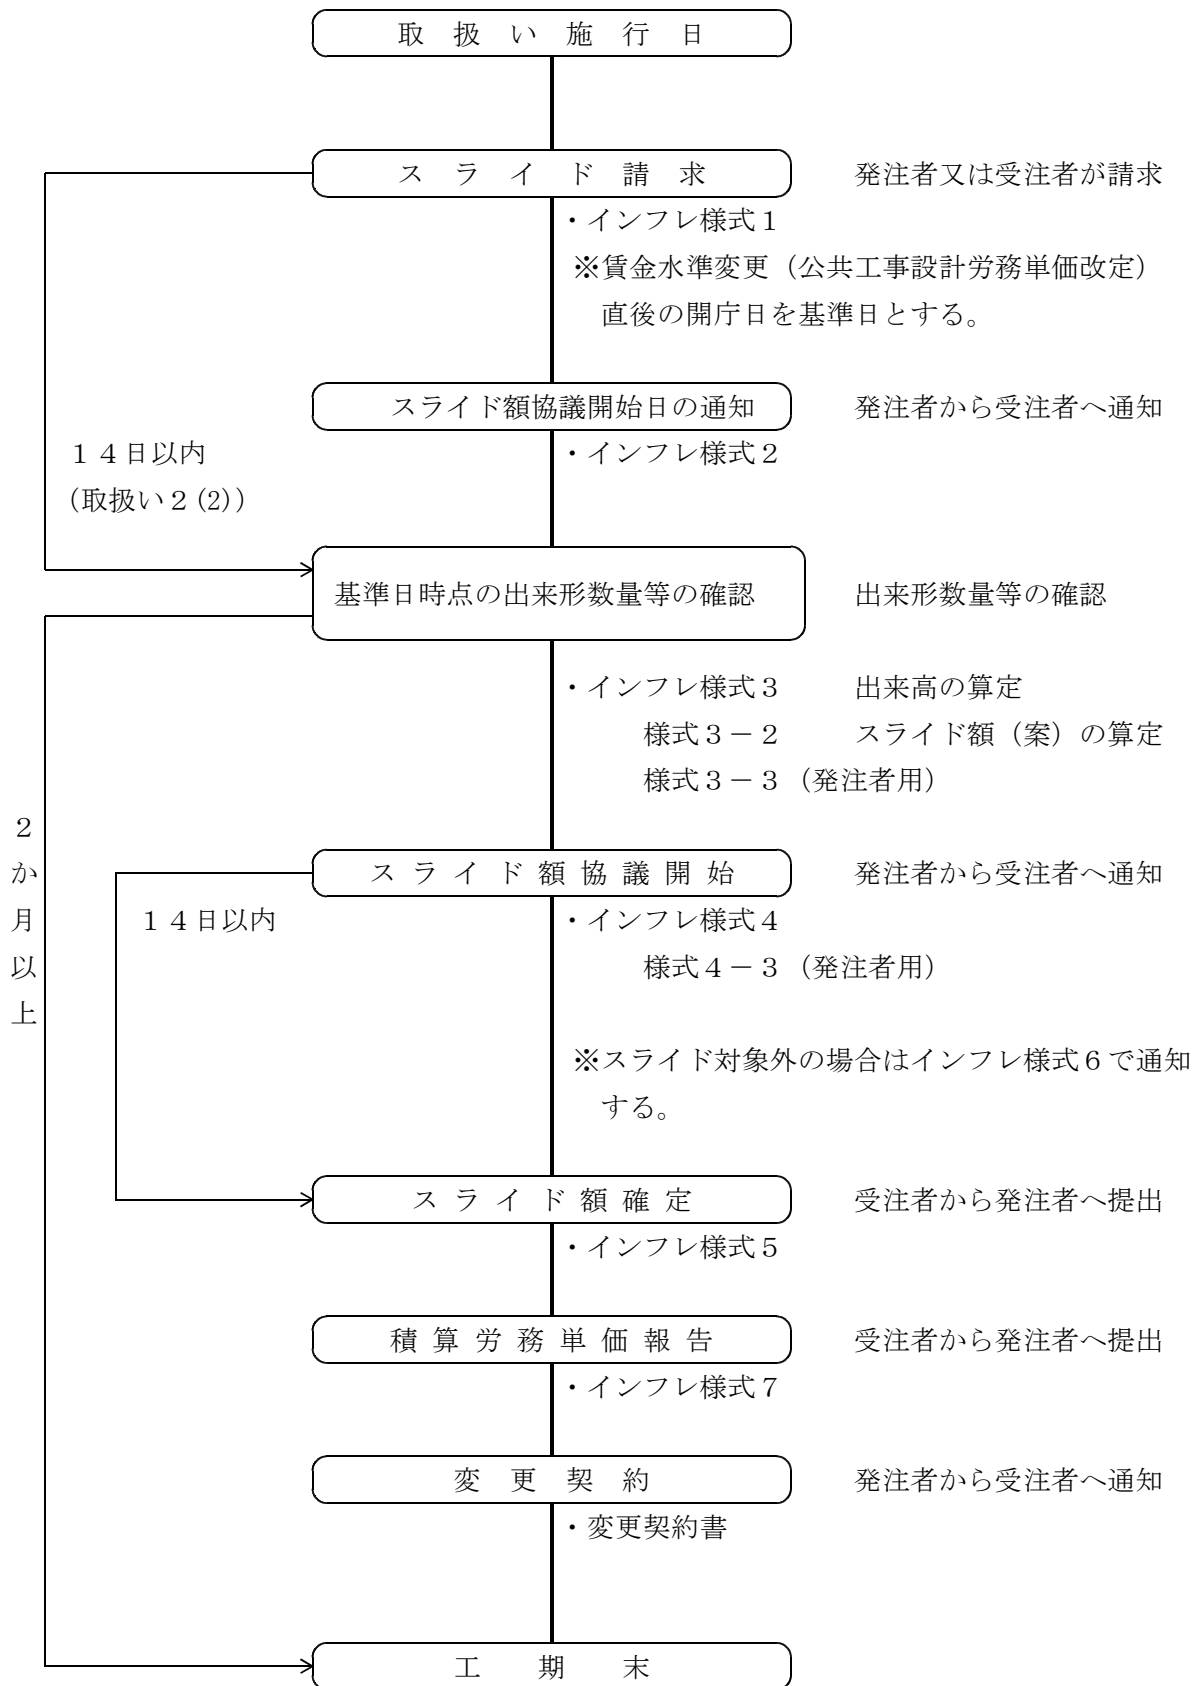 取扱い施行日
スライド請求　発注者又は受注者が請求
・インフレ様式１
※賃金水準変更（公共工事設計労務単価改定）
直後の開庁日を基準日とする。
スライド額協議開始日の通知　発注者から受注者へ通知
・インフレ様式２
１４日以内
（取扱い２(2)）
基準日時点の出来形数量等の確認　出来形数量等の確認
・インフレ様式３　出来高の算定
様式３－２　スライド額（案）の算定
様式３－３（発注者用）
２か月以上
スライド額協議開始　発注者から受注者へ通知
１４日以内
・インフレ様式４
様式４－３（発注者用）
※スライド対象外の場合はインフレ様式６で通知
する。
スライド額確定　受注者から発注者へ提出
・インフレ様式５
積算労務単価報告　受注者から発注者へ提出
・インフレ様式７
変更契約　発注者から受注者へ通知
・変更契約書
工期末